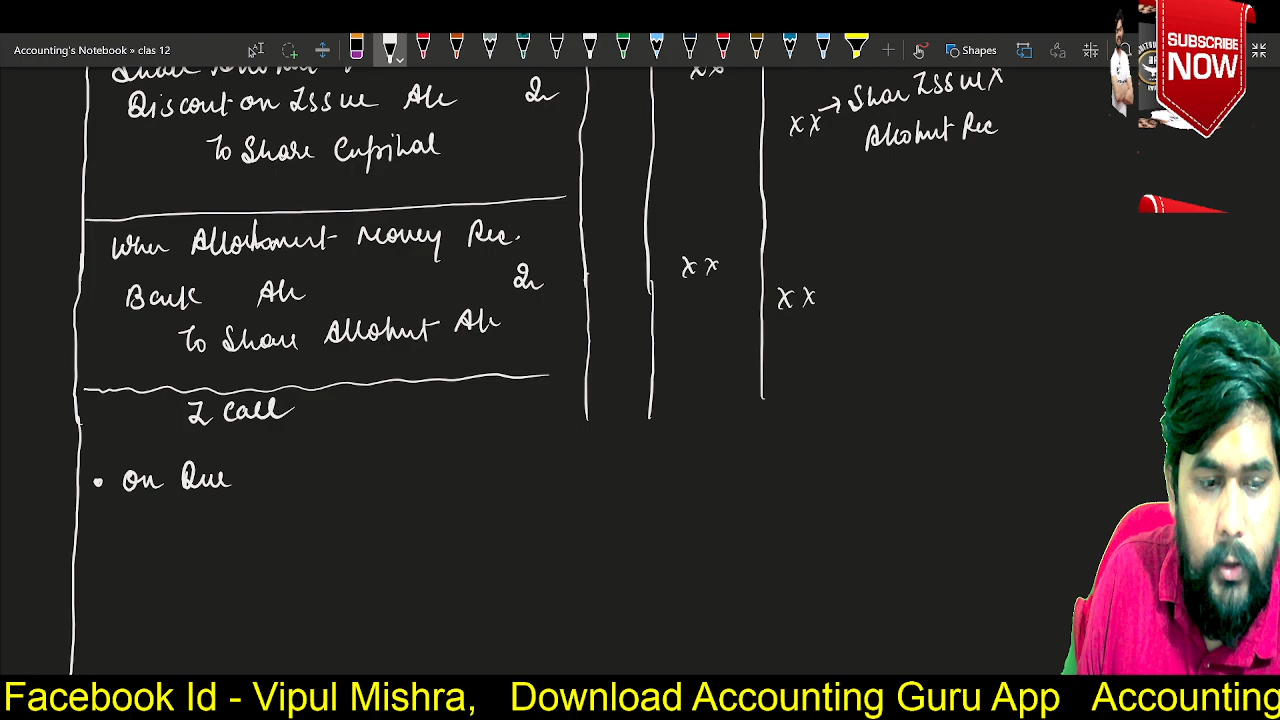 Accounting's Notebook » clas 12
Shapes
SUBSCRIBE
NOW
Discount on Issue A/c Dr
To Share Capital
xx
xx → Share Issue x
Allotment Rec
When Allotment Money Rec.
Bank A/c Dr
To Share Allotment A/c
xx
xx
I Call
• On Due
Facebook Id - Vipul Mishra, Download Accounting Guru App Accounting